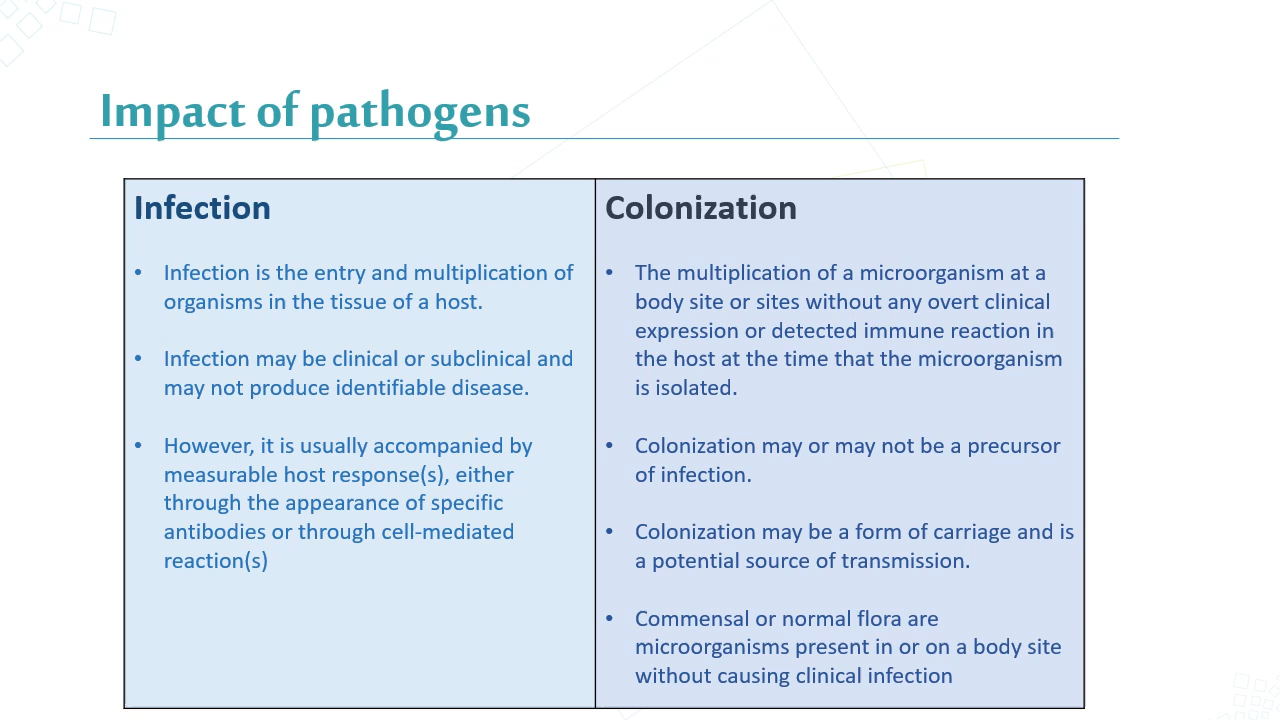 Impact of pathogens
Infection
• Infection is the entry and multiplication of
organisms in the tissue of a host.
• Infection may be clinical or subclinical and
may not produce identifiable disease.
• However, it is usually accompanied by
measurable host response(s), either
through the appearance of specific
antibodies or through cell-mediated
reaction(s)
Colonization
• The multiplication of a microorganism at a
body site or sites without any overt clinical
expression or detected immune reaction in
the host at the time that the microorganism
is isolated.
• Colonization may or may not be a precursor
of infection.
• Colonization may be a form of carriage and is
a potential source of transmission.
• Commensal or normal flora are
microorganisms present in or on a body site
without causing clinical infection